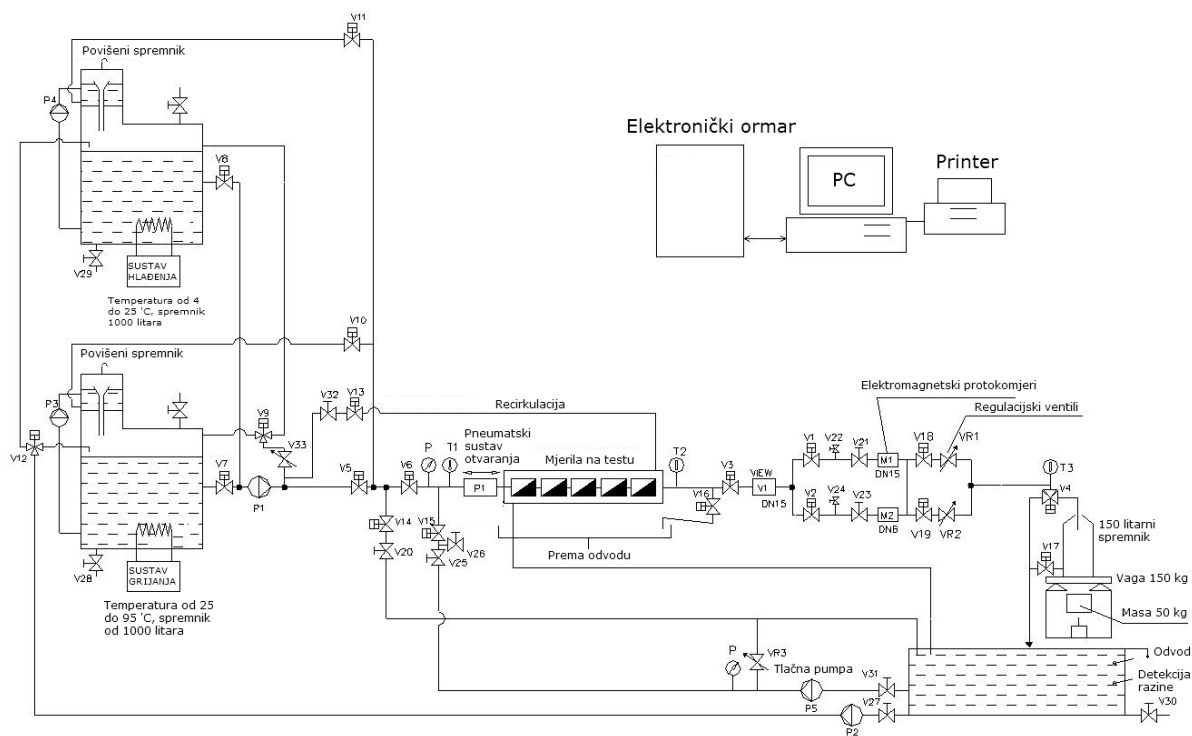 V11
Povišeni spremnik
P4
V8
V29
SUSTAV
HLAĐENJA
Temperatura od 4
do 25 'C, spremnik
1000 litara
Elektronički ormar
PC
Printer
V10
Povišeni spremnik
P3
V12
V9
V33
V32
V13
Recirkulacija
V7
P1
V5
V6
P
T1
Pneumatski
sustav
otvaranja
P1
Mjerila na testu
T2
V16
V3
VIEW
V1
DN15
V14
V20
V15
V26
V25
Prema odvodu
Elektromagnetski protokomjeri
Regulacijski ventili
V1
V22
V21
M1
DN15
V18
VR1
V2
V24
V23
M2
DN8
V19
VR2
T3
V4
150 litarni
spremnik
V17
Vaga 150 kg
Masa 50 kg
V28
SUSTAV
GRIJANJA
Temperatura od 25
do 95 'C, spremnik
od 1000 litara
P
VR3
Tlačna pumpa
P5
V31
V27
P2
Odvod
Detekcija
razine
V30